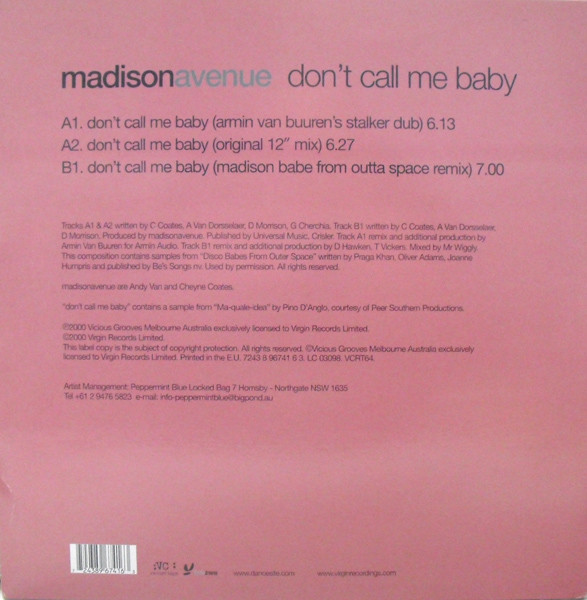 madisonavenue don't call me baby
A1. don't call me baby (armin van buuren's stalker dub) 6.13
A2. don't call me baby (original 12" mix) 6.27
B1. don't call me baby (madison babe from outta space remix) 7.00
Tracks A1 & A2 written by C Coates, A Van Dorsselaer, D Morrison, G Cherchia. Track B1 written by C Coates, A Van Dorsselaer,
D Morrison. Produced by madisonavenue. Published by Universal Music, Crisler. Track A1 remix and additional production by
Armin Van Buuren for Armin Audio. Track B1 remix and additional production by D Hawken, T Vickers. Mixed by Mr Wiggly.
This composition contains samples from "Disco Babes From Outer Space" written by Praga Khan, Oliver Adams, Joanne
Humpris and published by Be's Songs nv. Used by permission. All rights reserved.
madisonavenue are Andy Van and Cheyne Coates.
"don't call me baby" contains a sample from "Ma-quale-idea" by Pino D'Anglo, courtesy of Peer Southern Productions.
℗2000 Vicious Grooves Melbourne Australia exclusively licensed to Virgin Records Limited.
©2000 Virgin Records Limited.
This label copy is the subject of copyright protection. All rights reserved. ©Vicious Grooves Melbourne Australia exclusively
licensed to Virgin Records Limited. Printed in the E.U. 7243 8 96741 6 3. LC 03098. VCRT64.
Artist Management: Peppermint Blue Locked Bag 7 Hornsby - Northgate NSW 1635
Tel +61 2 9476 5823 e-mail: info-peppermintblue@bigpond.au
VC
www.virginrecordings.com